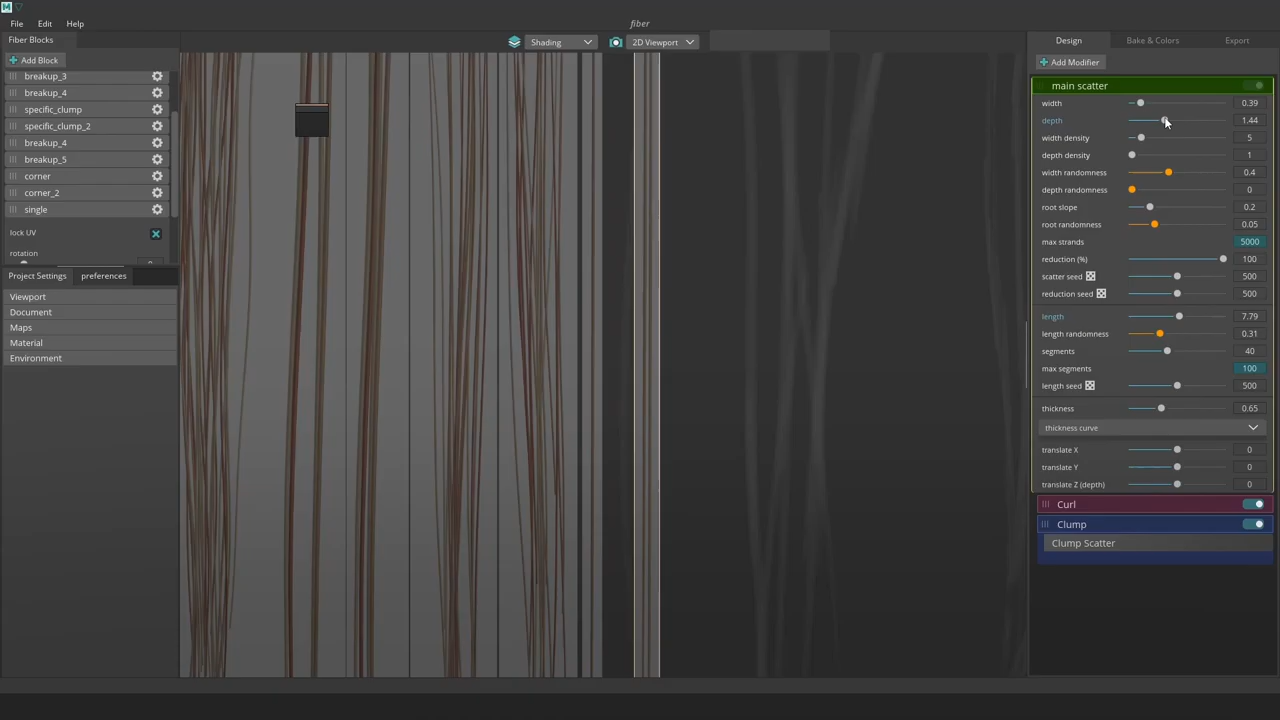 File Edit Help
fiber
Fiber Blocks
Add Block
breakup_3
breakup_4
specific_clump
specific_clump_2
breakup_4
breakup_5
corner
corner_2
single
lock UV
rotation
Project Settings preferences
Viewport
Document
Maps
Material
Environment
Shading 2D Viewport
Design Bake & Colors Export
Add Modifier
main scatter
width 0.39
depth 1.44
width density 5
depth density 1
width randomness 0.4
depth randomness 0
root slope 0.2
root randomness 0.05
max strands 5000
reduction (%) 100
scatter seed 500
reduction seed 500
length 7.79
length randomness 0.31
segments 40
max segments 100
length seed 500
thickness 0.65
thickness curve
translate X 0
translate Y 0
translate Z (depth) 0
Curl
Clump
Clump Scatter